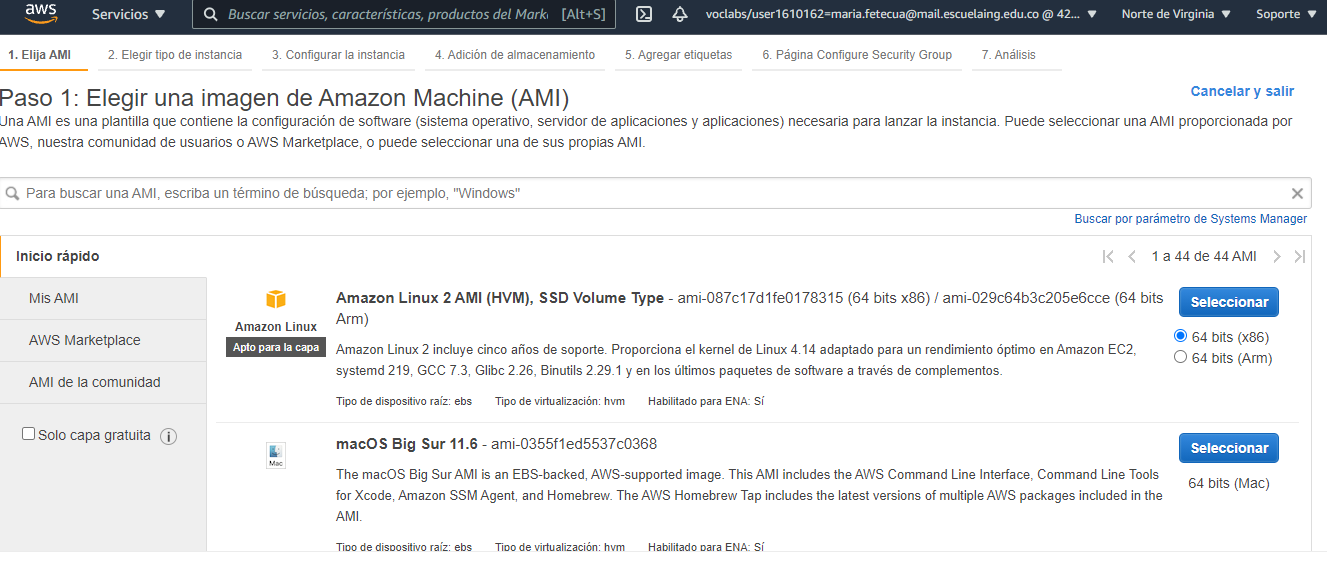 aws
Servicios ▼
Buscar servicios, características, productos del Marke [Alt+S]
voclabs/user1610162=maria.fetecua@mail.escuelaing.edu.co @ 42... ▼
Norte de Virginia ▼
Soporte ▼
1. Elija AMI
2. Elegir tipo de instancia
3. Configurar la instancia
4. Adición de almacenamiento
5. Agregar etiquetas
6. Página Configure Security Group
7. Análisis
Paso 1: Elegir una imagen de Amazon Machine (AMI)
Cancelar y salir
Una AMI es una plantilla que contiene la configuración de software (sistema operativo, servidor de aplicaciones y aplicaciones) necesaria para lanzar la instancia. Puede seleccionar una AMI proporcionada por
AWS, nuestra comunidad de usuarios o AWS Marketplace, o puede seleccionar una de sus propias AMI.
Para buscar una AMI, escriba un término de búsqueda; por ejemplo, "Windows"
Buscar por parámetro de Systems Manager
Inicio rápido
1 a 44 de 44 AMI
Mis AMI
AWS Marketplace
AMI de la comunidad
Solo capa gratuita
Amazon Linux
Apto para la capa
Amazon Linux 2 AMI (HVM), SSD Volume Type - ami-087c17d1fe0178315 (64 bits x86) / ami-029c64b3c205e6cce (64 bits
Arm)
Amazon Linux 2 incluye cinco años de soporte. Proporciona el kernel de Linux 4.14 adaptado para un rendimiento óptimo en Amazon EC2,
systemd 219, GCC 7.3, Glibc 2.26, Binutils 2.29.1 y en los últimos paquetes de software a través de complementos.
Tipo de dispositivo raíz: ebs Tipo de virtualización: hvm Habilitado para ENA: Sí
Seleccionar
64 bits (x86)
64 bits (Arm)
Mac
macOS Big Sur 11.6 - ami-0355f1ed5537c0368
The macOS Big Sur AMI is an EBS-backed, AWS-supported image. This AMI includes the AWS Command Line Interface, Command Line Tools
for Xcode, Amazon SSM Agent, and Homebrew. The AWS Homebrew Tap includes the latest versions of multiple AWS packages included in the
AMI.
Tipo de dispositivo raíz: ebs Tipo de virtualización: hvm Habilitado para ENA: Sí
Seleccionar
64 bits (Mac)